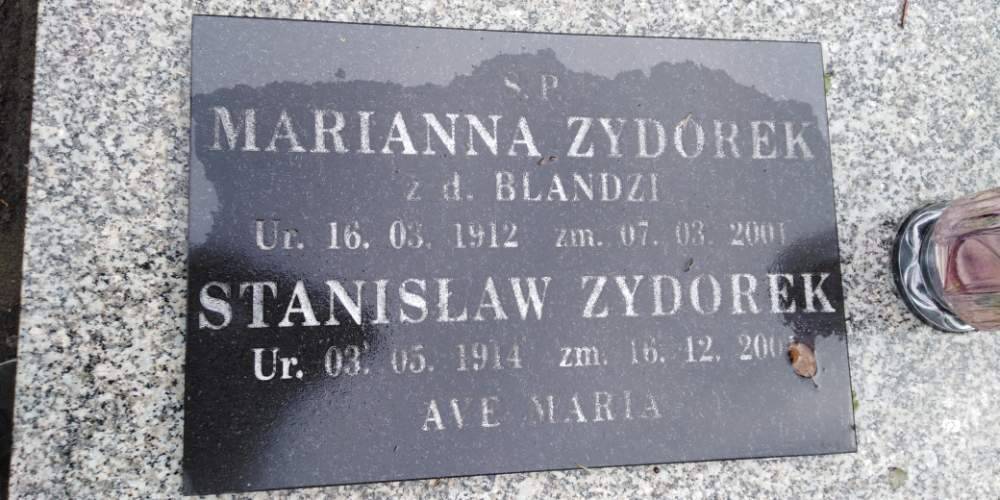 Ś. P.
MARIANNA ZYDOREK
z d. BLANDZI
Ur. 16. 03. 1912 zm. 07. 03. 2001
STANISŁAW ZYDOREK
Ur. 03. 05. 1914 zm. 16. 12.
AVE MARIA